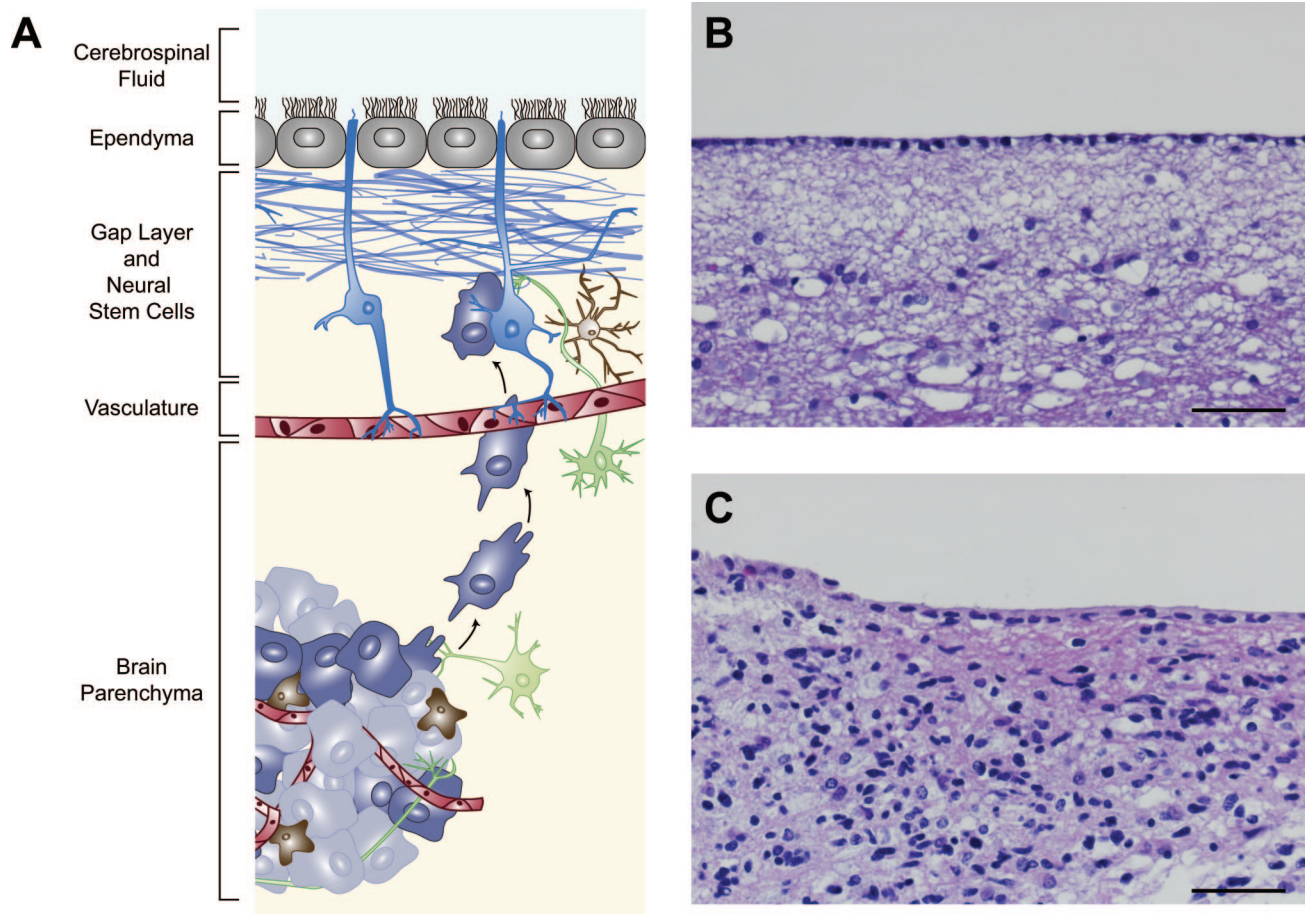 A
Cerebrospinal
Fluid
Ependyma
Gap Layer
and
Neural
Stem Cells
Vasculature
Brain
Parenchyma
B
C